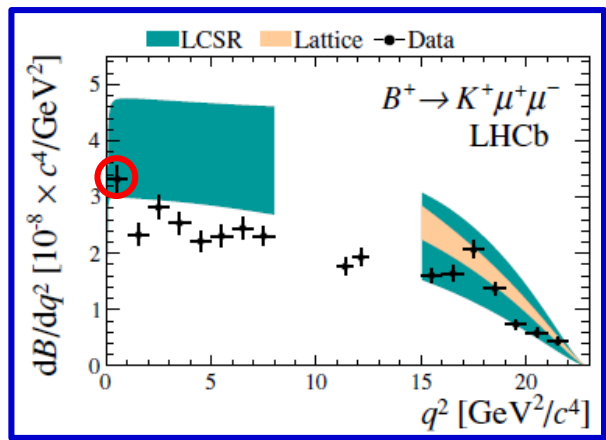 LCSR Lattice Data
B⁺→ K⁺μ⁺μ⁻
LHCb
dB/dq² [10⁻⁸ × c⁴/GeV²]
5
4
3
2
1
0
0 5 10 15 20
q² [GeV²/c⁴]